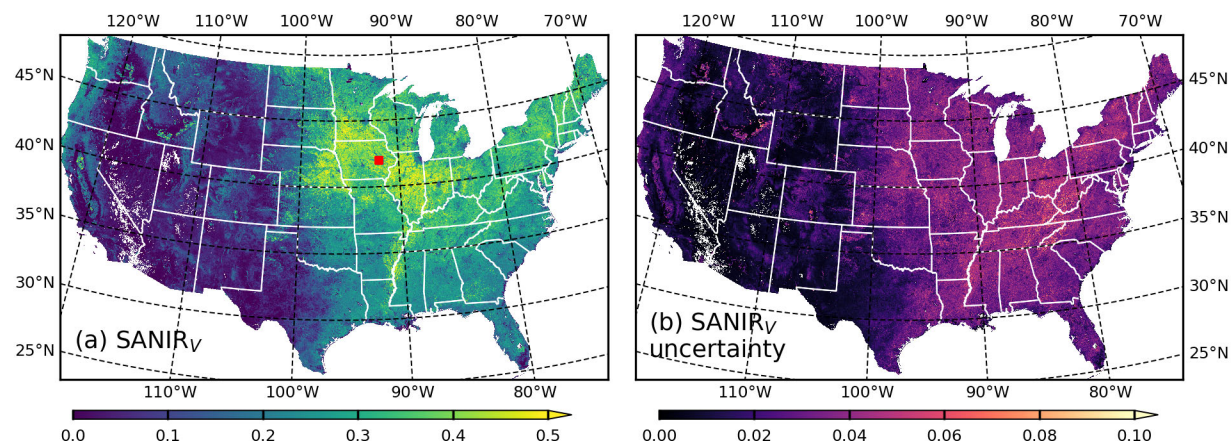 120°W 110°W 100°W 90°W 80°W 70°W
120°W 110°W 100°W 90°W 80°W 70°W
45°N
40°N
35°N
30°N
25°N
45°N
40°N
35°N
30°N
25°N
(a) SANIR_V
(b) SANIR_V
uncertainty
110°W 100°W 90°W 80°W
110°W 100°W 90°W 80°W
0.0 0.1 0.2 0.3 0.4 0.5
0.00 0.02 0.04 0.06 0.08 0.10